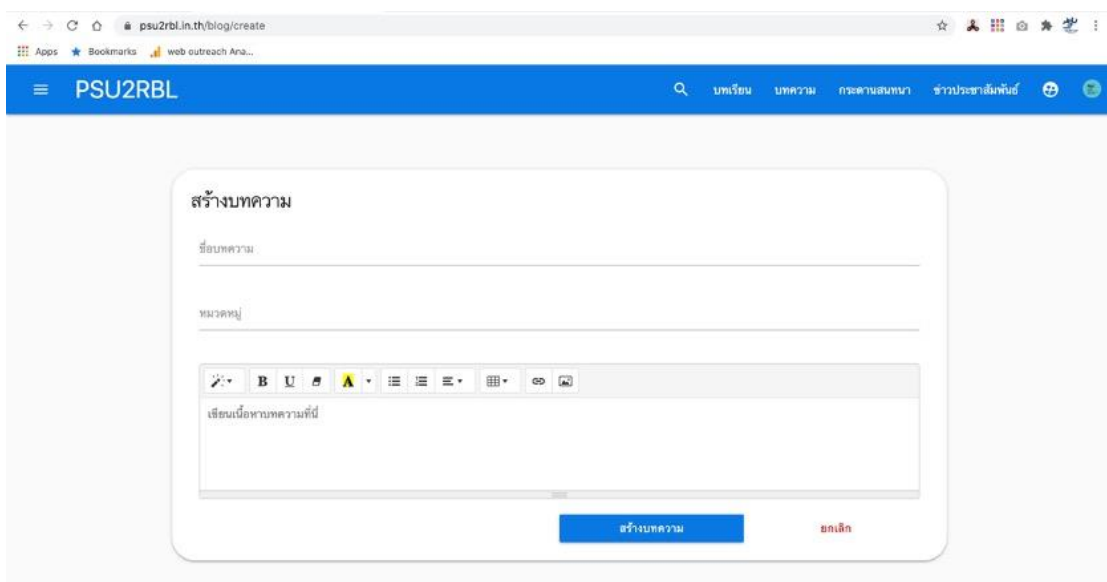 psu2rbl.in.th/blog/create
Apps Bookmarks web outreach Ana...
PSU2RBL บทเรียน บทความ กระดานสนทนา ข่าวประชาสัมพันธ์
สร้างบทความ
ชื่อบทความ
หมวดหมู่
B U A
เขียนเนื้อหาบทความที่นี่
สร้างบทความ ยกเลิก